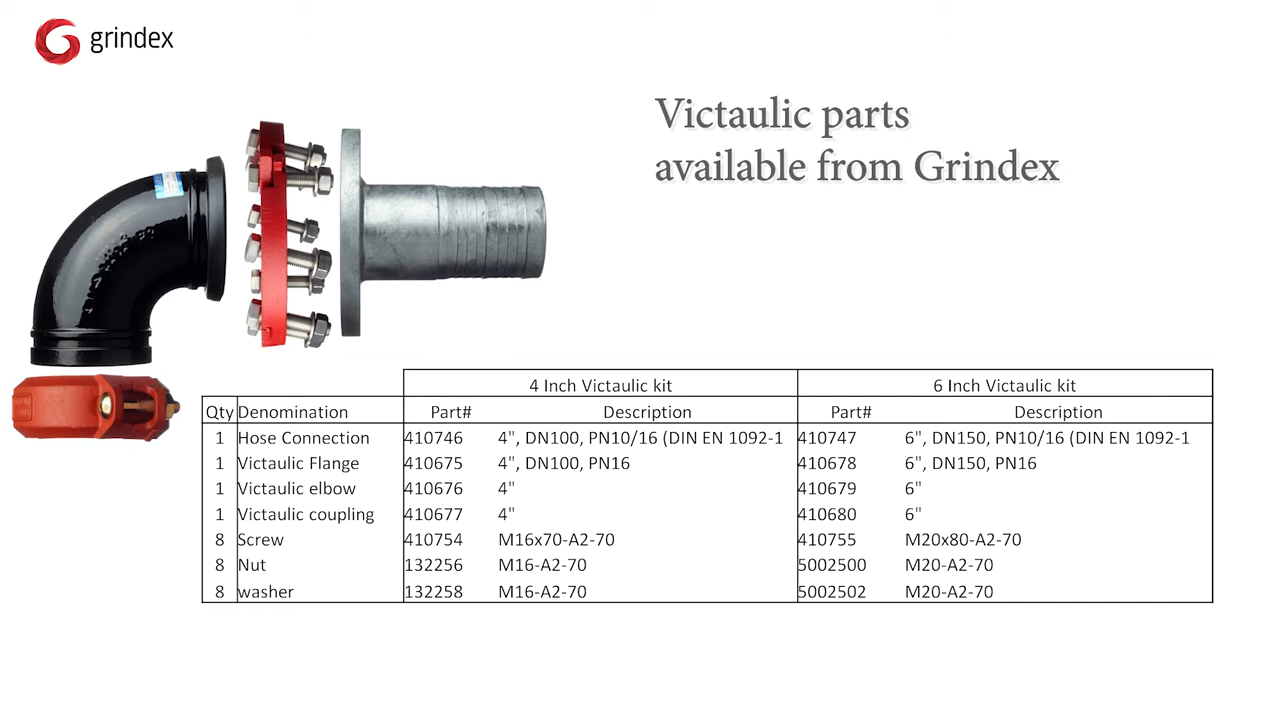 grindex
Victaulic parts
available from Grindex
4 Inch Victaulic kit 6 Inch Victaulic kit
Qty Denomination Part# Description Part# Description
1 Hose Connection 410746 4", DN100, PN10/16 (DIN EN 1092-1 410747 6", DN150, PN10/16 (DIN EN 1092-1
1 Victaulic Flange 410675 4", DN100, PN16 410678 6", DN150, PN16
1 Victaulic elbow 410676 4" 410679 6"
1 Victaulic coupling 410677 4" 410680 6"
8 Screw 410754 M16x70-A2-70 410755 M20x80-A2-70
8 Nut 132256 M16-A2-70 5002500 M20-A2-70
8 washer 132258 M16-A2-70 5002502 M20-A2-70